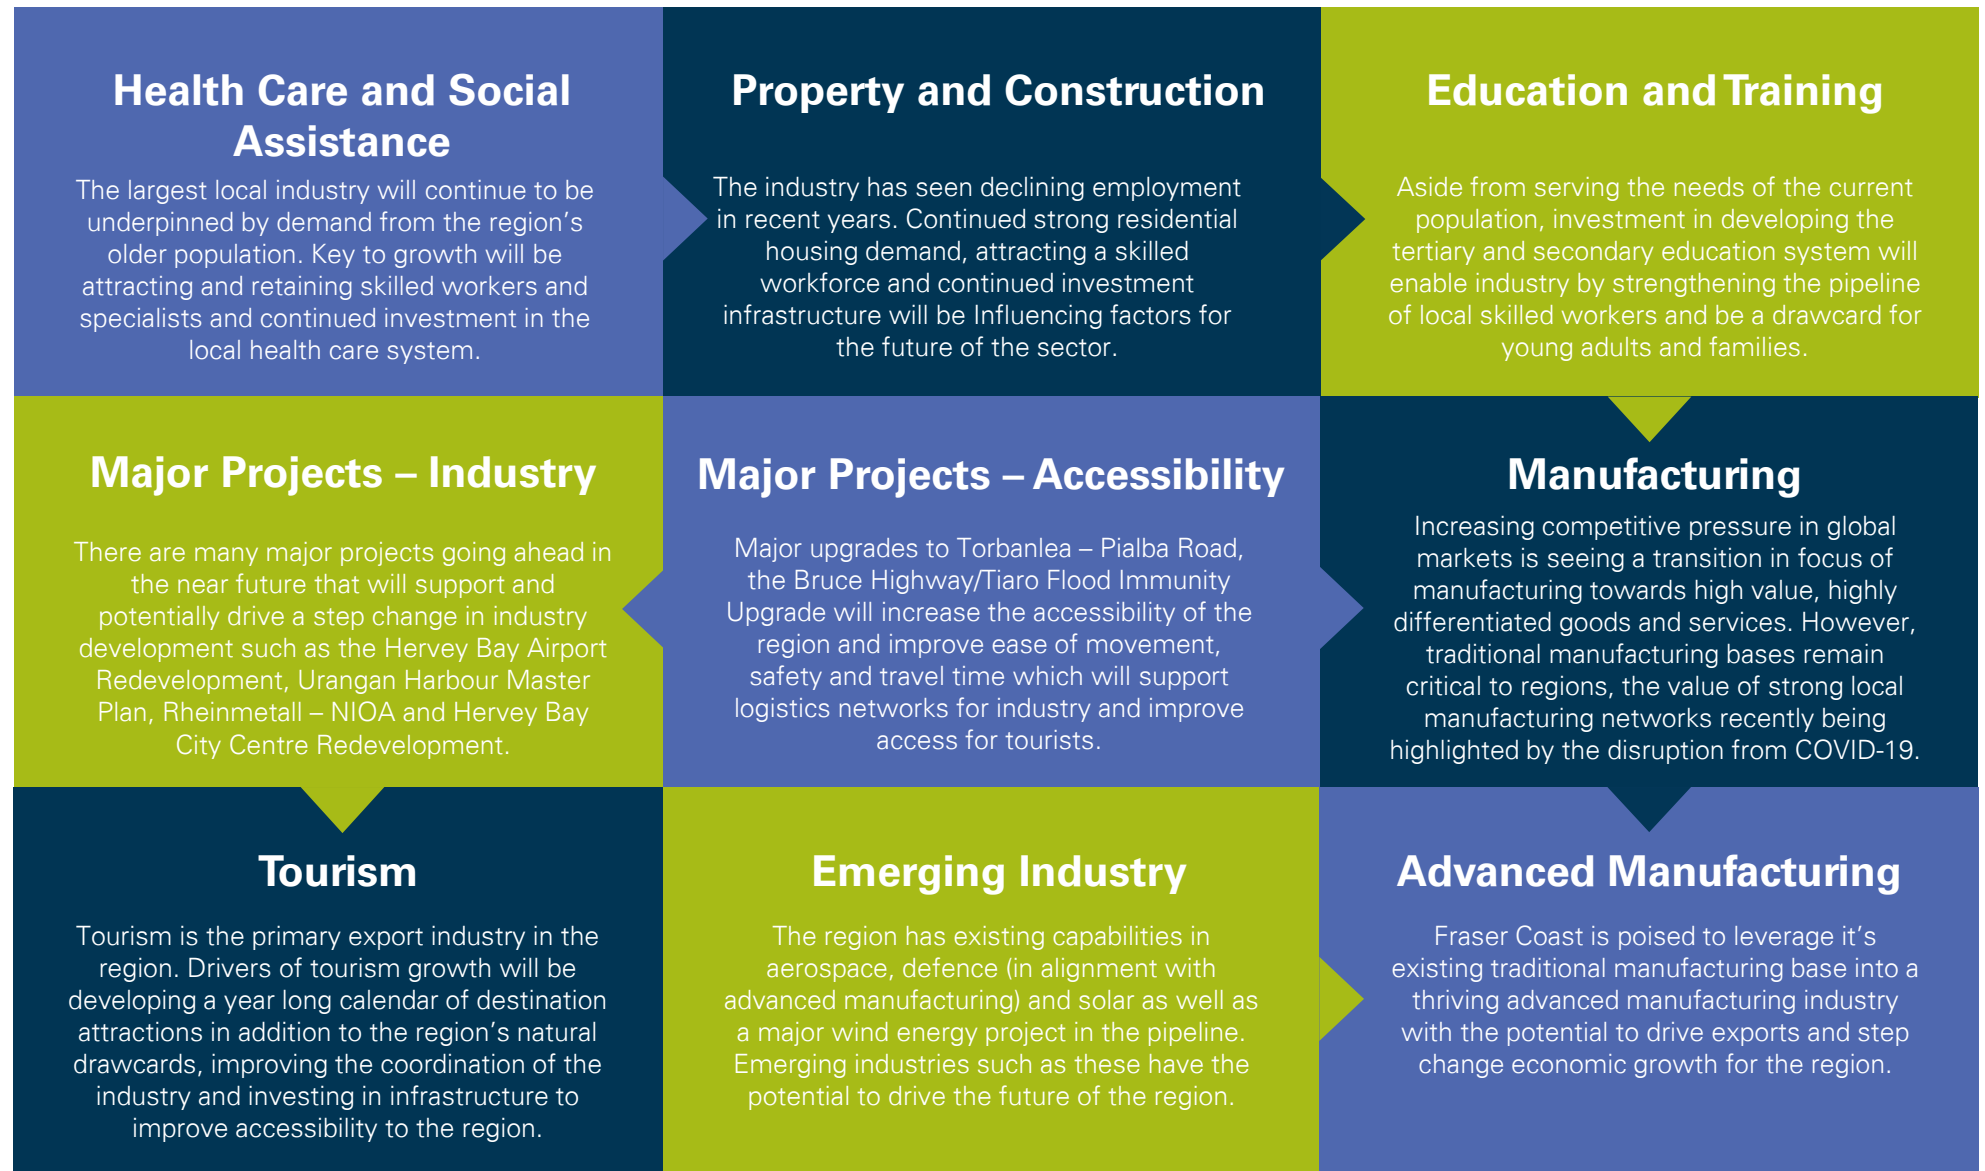 Health Care and Social
Assistance
The largest local industry will continue to be
underpinned by demand from the region's
older population. Key to growth will be
attracting and retaining skilled workers and
specialists and continued investment in the
local health care system.
Property and Construction
The industry has seen declining employment
in recent years. Continued strong residential
housing demand, attracting a skilled
workforce and continued investment
infrastructure will be Influencing factors for
the future of the sector.
Education and Training
Aside from serving the needs of the current
population, investment in developing the
tertiary and secondary education system will
enable industry by strengthening the pipeline
of local skilled workers and be a drawcard for
young adults and families.
Major Projects – Industry
There are many major projects going ahead in
the near future that will support and
potentially drive a step change in industry
development such as the Hervey Bay Airport
Redevelopment, Urangan Harbour Master
Plan, Rheinmetall – NIOA and Hervey Bay
City Centre Redevelopment.
Major Projects – Accessibility
Major upgrades to Torbanlea – Pialba Road,
the Bruce Highway/Tiaro Flood Immunity
Upgrade will increase the accessibility of the
region and improve ease of movement,
safety and travel time which will support
logistics networks for industry and improve
access for tourists.
Manufacturing
Increasing competitive pressure in global
markets is seeing a transition in focus of
manufacturing towards high value, highly
differentiated goods and services. However,
traditional manufacturing bases remain
critical to regions, the value of strong local
manufacturing networks recently being
highlighted by the disruption from COVID-19.
Tourism
Tourism is the primary export industry in the
region. Drivers of tourism growth will be
developing a year long calendar of destination
attractions in addition to the region's natural
drawcards, improving the coordination of the
industry and investing in infrastructure to
improve accessibility to the region.
Emerging Industry
The region has existing capabilities in
aerospace, defence (in alignment with
advanced manufacturing) and solar as well as
a major wind energy project in the pipeline.
Emerging industries such as these have the
potential to drive the future of the region.
Advanced Manufacturing
Fraser Coast is poised to leverage it's
existing traditional manufacturing base into a
thriving advanced manufacturing industry
with the potential to drive exports and step
change economic growth for the region.